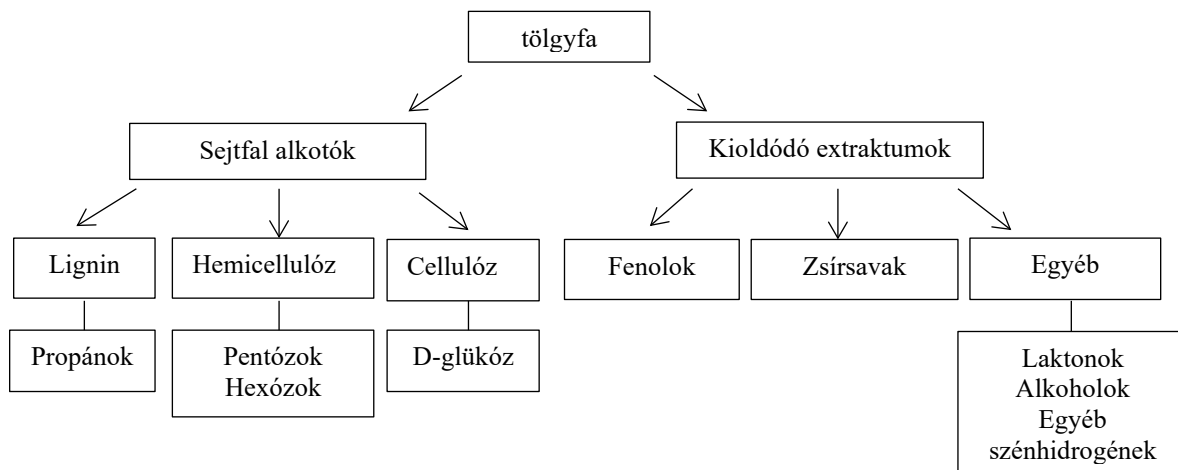 tölgyfa
Sejtfal alkotók
Kioldódó extraktumok
Lignin
Hemicellulóz
Cellulóz
Fenolok
Zsírsavak
Egyéb
Propánok
Pentózok
Hexózok
D-glükóz
Laktonok
Alkoholok
Egyéb
szénhidrogének